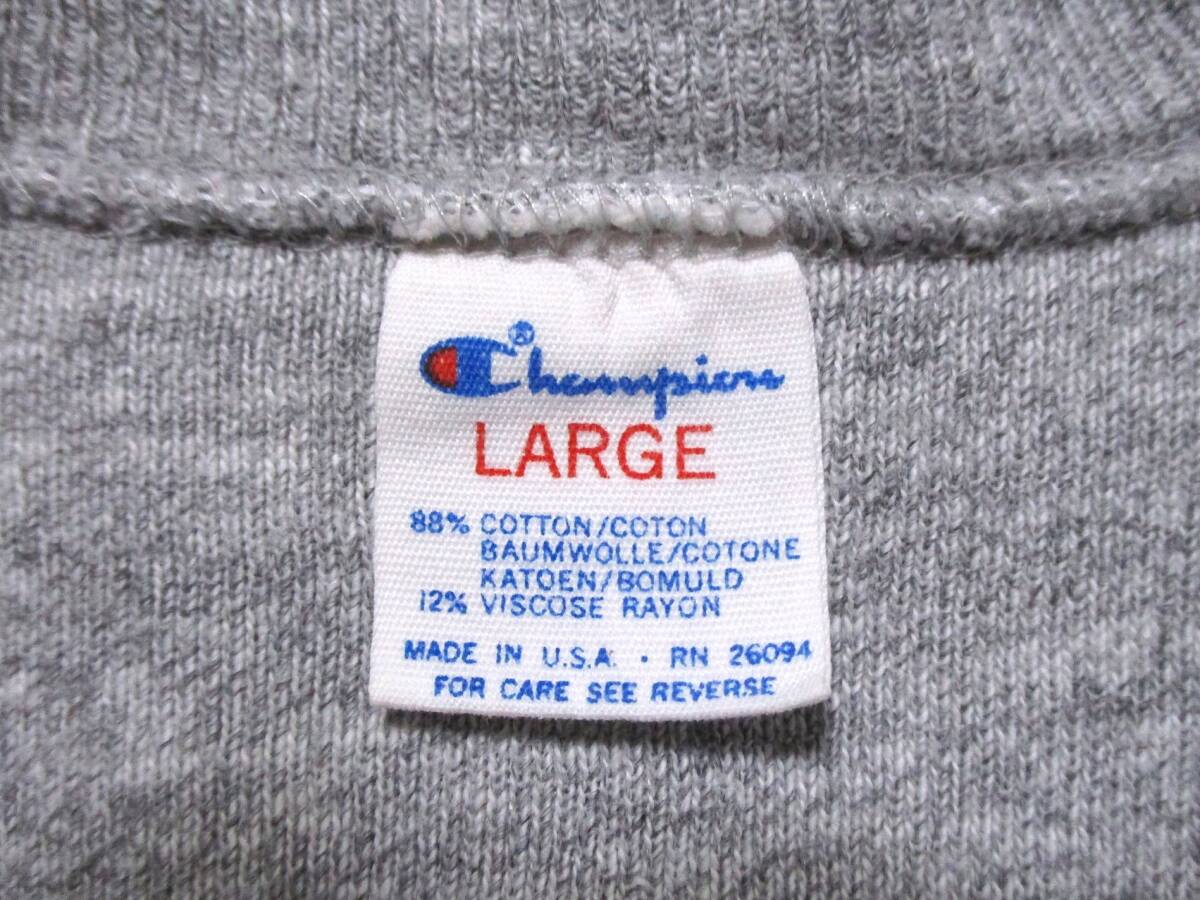 Champion®
LARGE
88% COTTON/COTON
BAUMWOLLE/COTONE
KATOEN/BOMULD
12% VISCOSE RAYON
MADE IN U.S.A. · RN 26094
FOR CARE SEE REVERSE